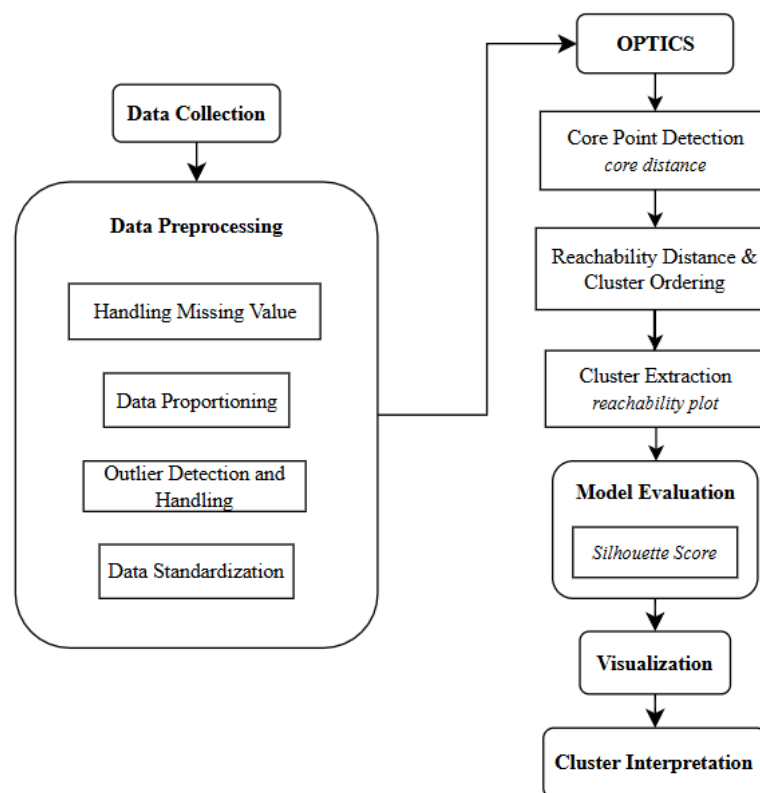 Data Collection
Data Preprocessing
Handling Missing Value
Data Proportioning
Outlier Detection and
Handling
Data Standardization
OPTICS
Core Point Detection
core distance
Reachability Distance &
Cluster Ordering
Cluster Extraction
reachability plot
Model Evaluation
Silhouette Score
Visualization
Cluster Interpretation